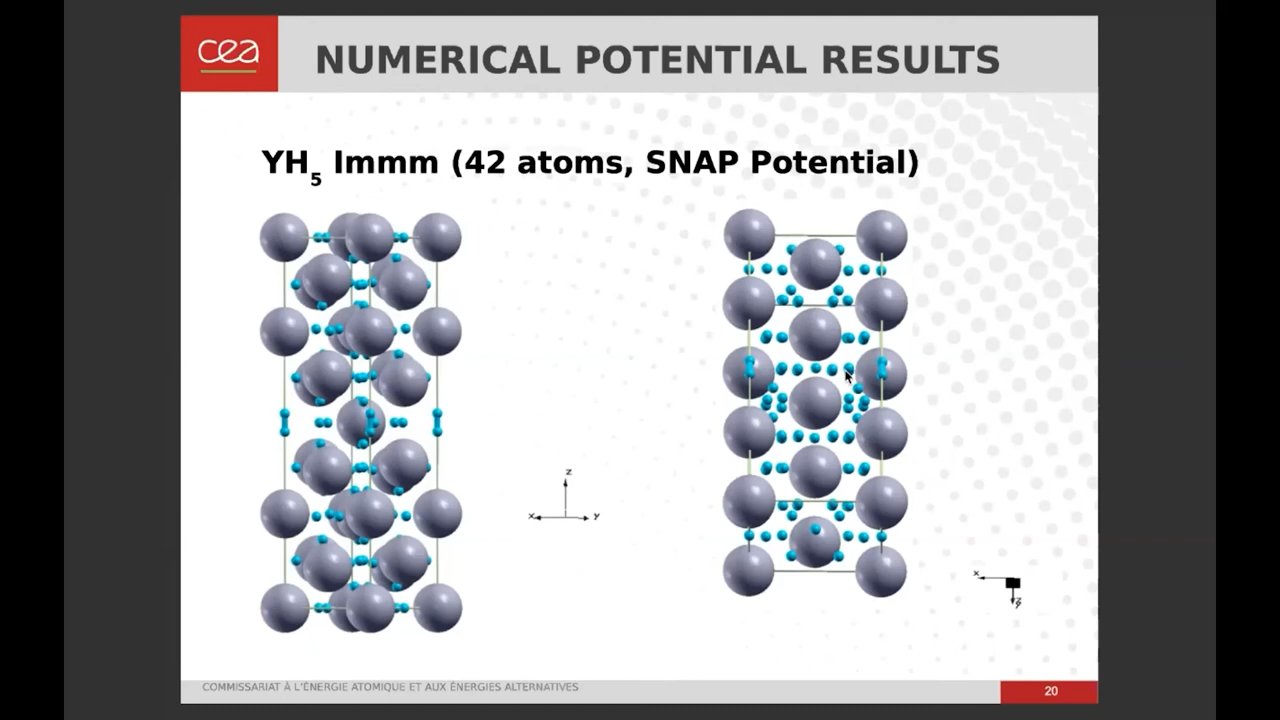 cea
NUMERICAL POTENTIAL RESULTS
YH5 Immm (42 atoms, SNAP Potential)
z
x y
x
COMMISSARIAT À L'ÉNERGIE ATOMIQUE ET AUX ÉNERGIES ALTERNATIVES
20